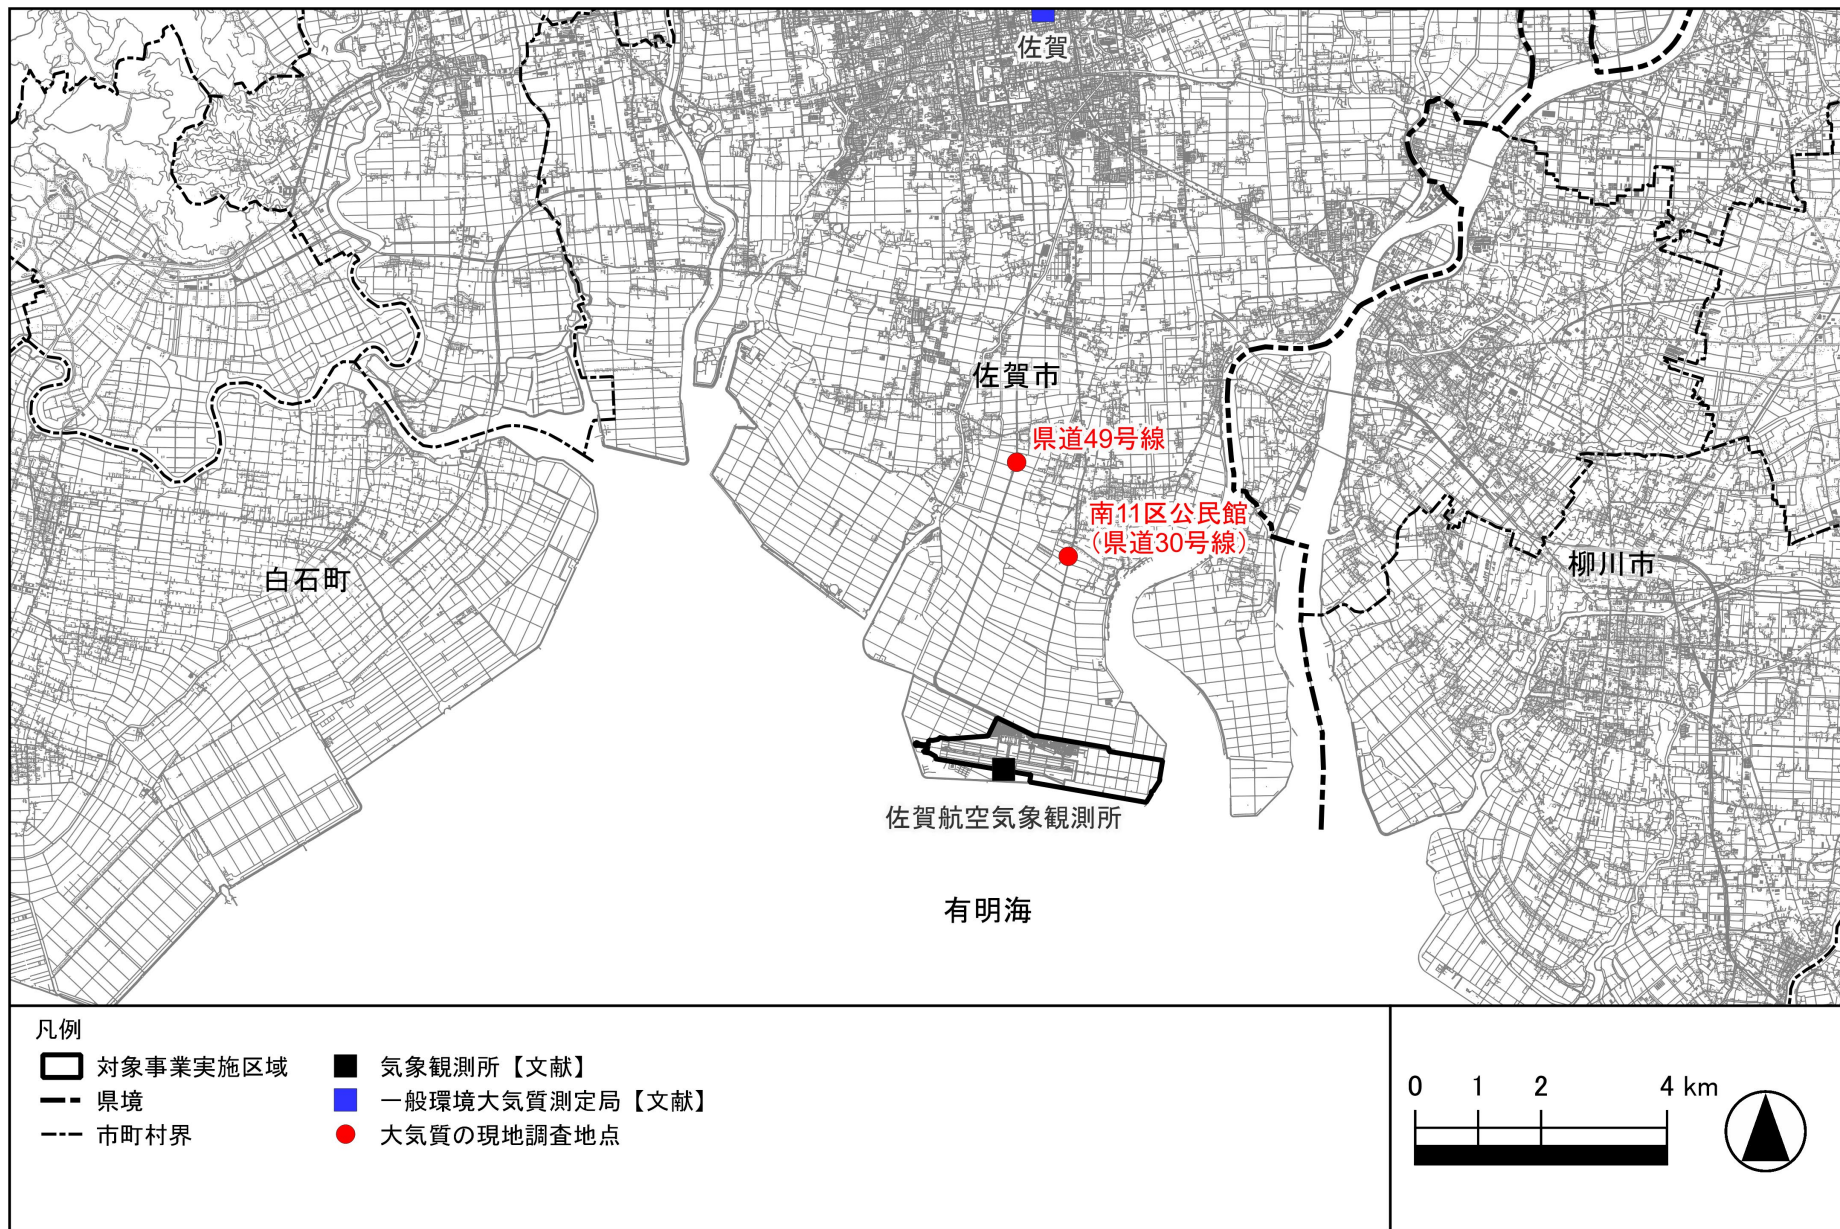 佐賀
佐賀市
県道49号線
南11区公民館
（県道30号線）
白石町
柳川市
佐賀航空気象観測所
有明海
凡例
対象事業実施区域
県境
市町村界
気象観測所【文献】
一般環境大気質測定局【文献】
大気質の現地調査地点
0 1 2 4 km